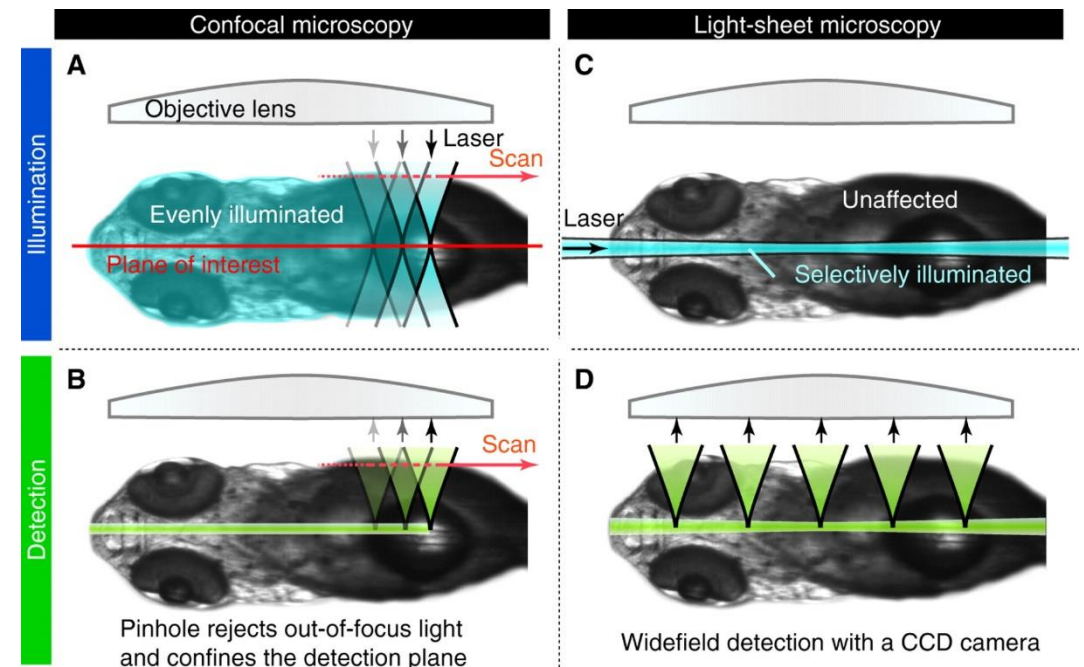 Confocal microscopy
Light-sheet microscopy
Illumination
A
Objective lens
Laser
Scan
Evenly illuminated
Plane of interest
C
Unaffected
Laser
Selectively illuminated
Detection
B
Scan
Pinhole rejects out-of-focus light
and confines the detection plane
D
Widefield detection with a CCD camera